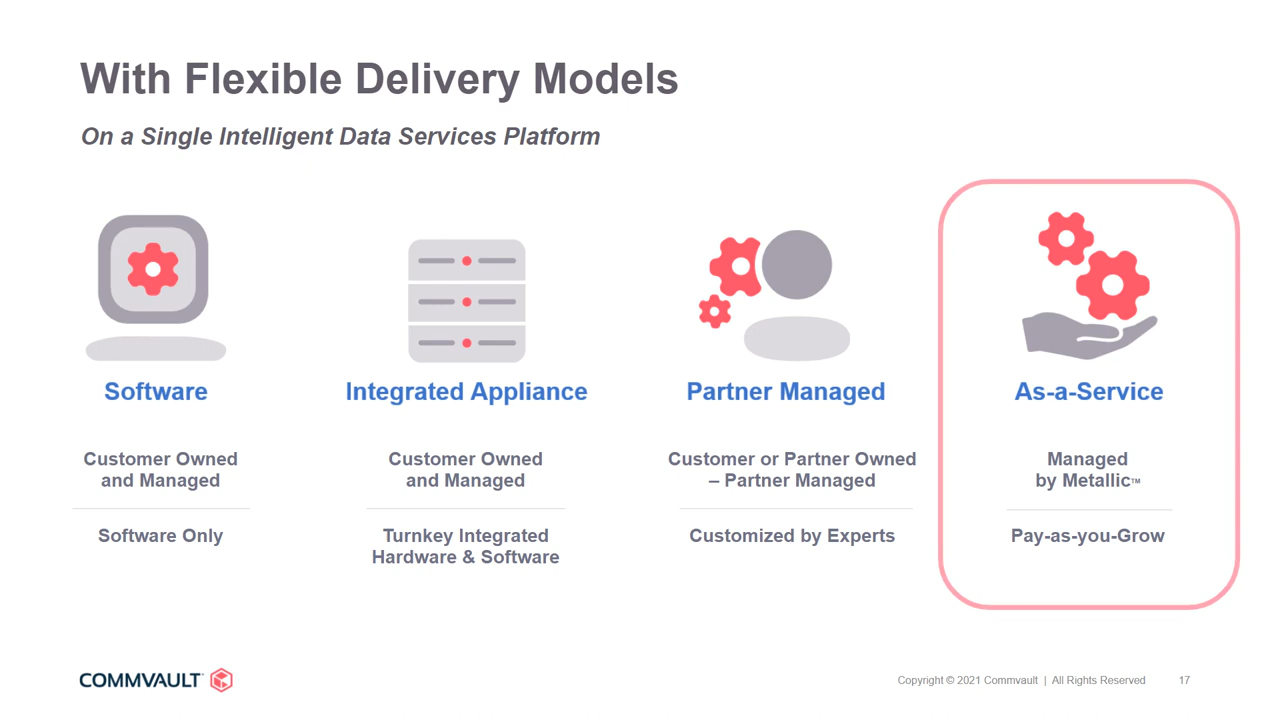 With Flexible Delivery Models
On a Single Intelligent Data Services Platform
Software
Customer Owned
and Managed
Software Only
Integrated Appliance
Customer Owned
and Managed
Turnkey Integrated
Hardware & Software
Partner Managed
Customer or Partner Owned
– Partner Managed
Customized by Experts
As-a-Service
Managed
by Metallic™
Pay-as-you-Grow
COMMVAULT
Copyright © 2021 Commvault | All Rights Reserved 17